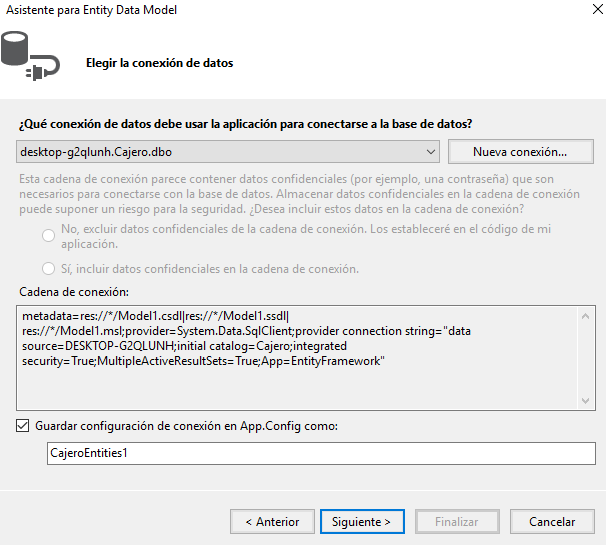 Asistente para Entity Data Model
Elegir la conexión de datos
¿Qué conexión de datos debe usar la aplicación para conectarse a la base de datos?
desktop-g2qlunh.Cajero.dbo
Nueva conexión...
Esta cadena de conexión parece contener datos confidenciales (por ejemplo, una contraseña) que son
necesarios para conectarse con la base de datos. Almacenar datos confidenciales en la cadena de conexión
puede suponer un riesgo para la seguridad. ¿Desea incluir estos datos en la cadena de conexión?
No, excluir datos confidenciales de la cadena de conexión. Los estableceré en el código de mi
aplicación.
Sí, incluir datos confidenciales en la cadena de conexión.
Cadena de conexión:
metadata=res://*/Model1.csdl|res://*/Model1.ssdl|
res://*/Model1.msl;provider=System.Data.SqlClient;provider connection string="data
source=DESKTOP-G2QLUNH;initial catalog=Cajero;integrated
security=True;MultipleActiveResultSets=True;App=EntityFramework"
Guardar configuración de conexión en App.Config como:
CajeroEntities1
< Anterior
Siguiente >
Finalizar
Cancelar